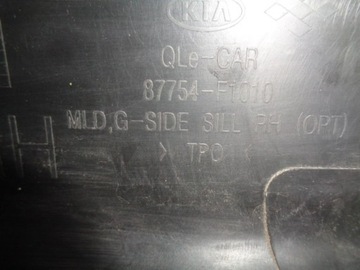 KIA
QLe-CAR
87754-F1010
MLD,G-SIDE SILL RH (OPT)
> TPO <
H